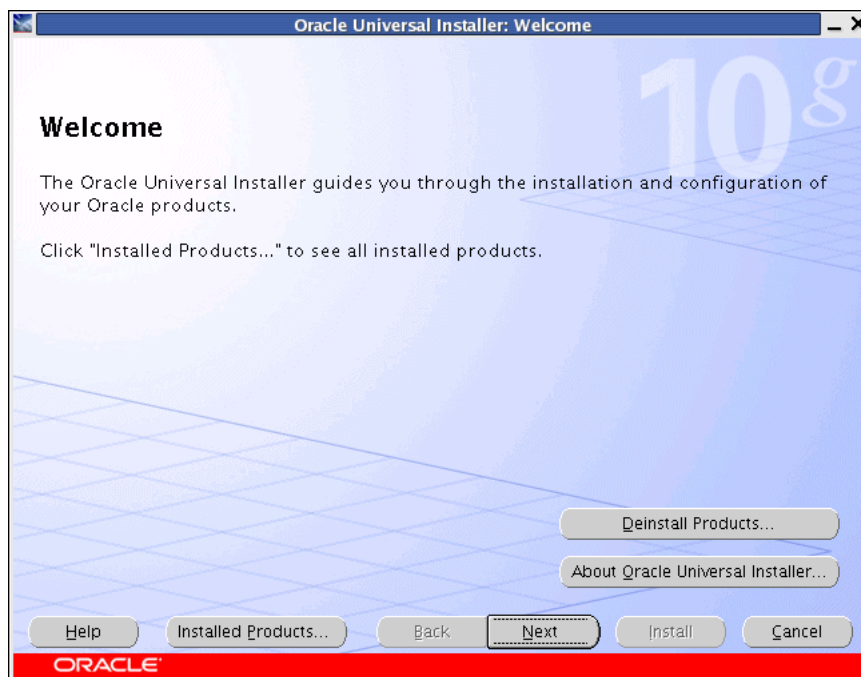 Oracle Universal Installer: Welcome
10g
Welcome
The Oracle Universal Installer guides you through the installation and configuration of
your Oracle products.
Click "Installed Products..." to see all installed products.
Deinstall Products...
About Oracle Universal Installer...
Help Installed Products... Back Next Install Cancel
ORACLE